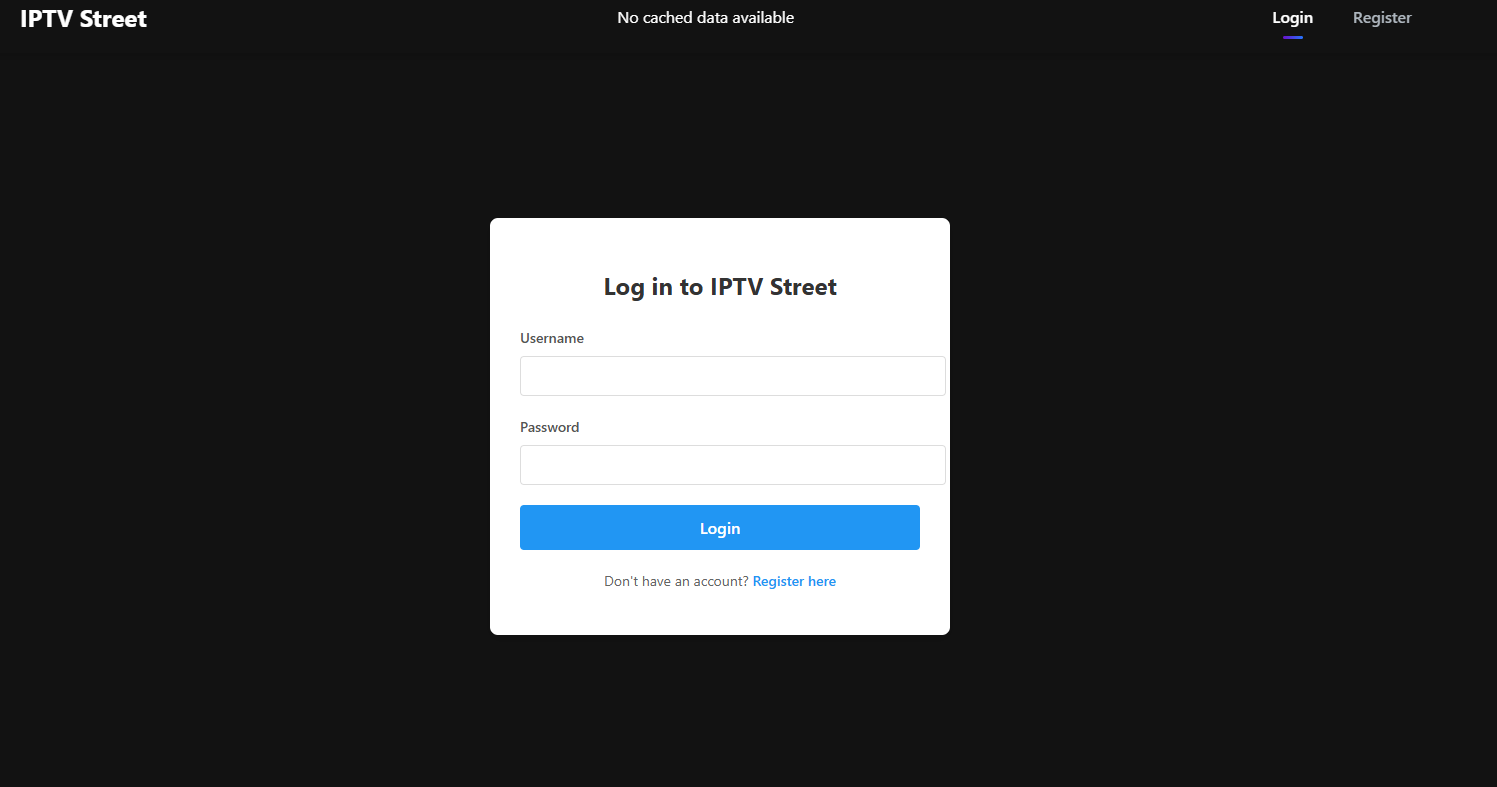 IPTV Street
No cached data available
Login
Register
Log in to IPTV Street
Username
Password
Login
Don't have an account? Register here